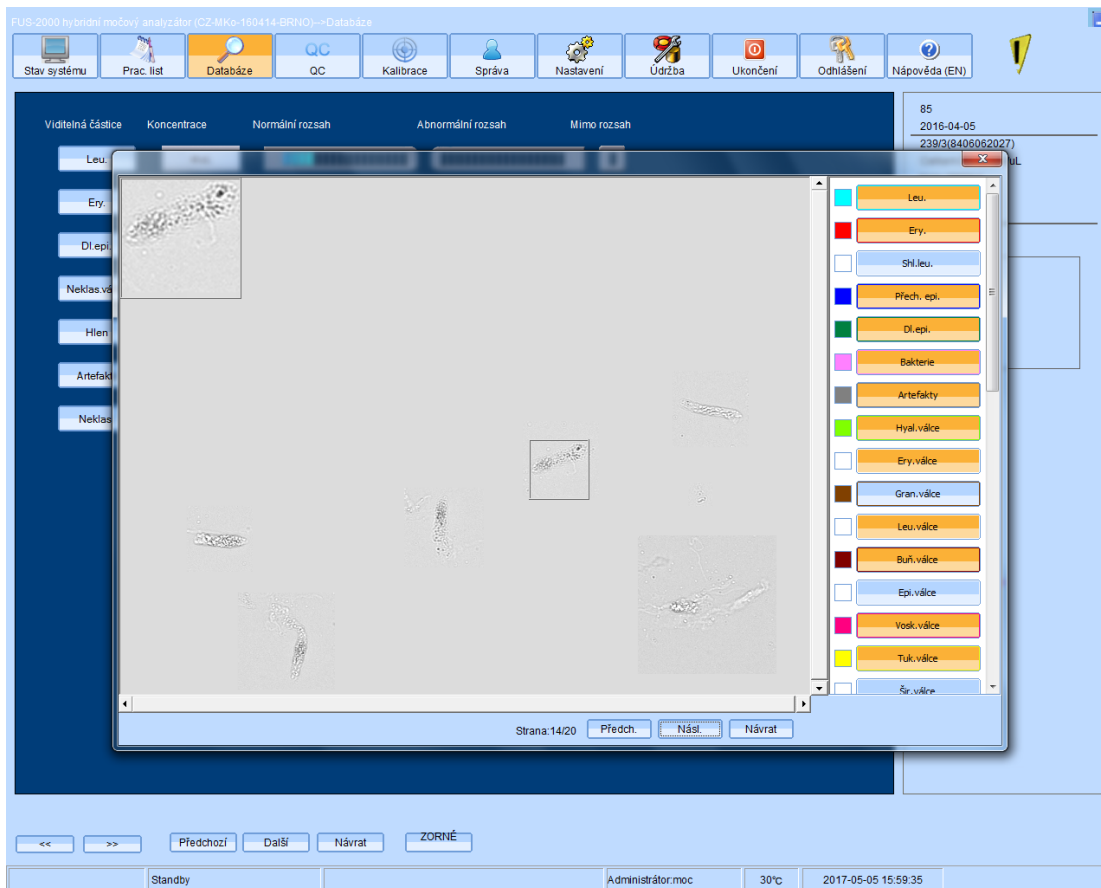 FUS-2000 hybridní močový analyzátor (CZ-MKo-160414-BRNO)-->Databáze
Stav systému
Prac. list
Databáze
QC
QC
Kalibrace
Správa
Nastavení
Údržba
Ukončení
Odhlášení
Nápověda (EN)
Viditelná částice Koncentrace Normální rozsah Abnormální rozsah Mimo rozsah
85
2016-04-05
239/3(8406062027)
Leu.
Ery.
Dl.epi.
Neklas.vá
Hlen
Artefak
Neklas
Leu.
Ery.
Shl.leu.
Přech. epi.
Dl.epi.
Bakterie
Artefakty
Hyal.válce
Ery.válce
Gran.válce
Leu.válce
Buň.válce
Epi.válce
Vosk.válce
Tuk.válce
Šir.válce
Strana:14/20 Předch. Násl. Návrat
<< >> Předchozí Další Návrat ZORNÉ
Standby Administrátor:moc 30℃ 2017-05-05 15:59:35